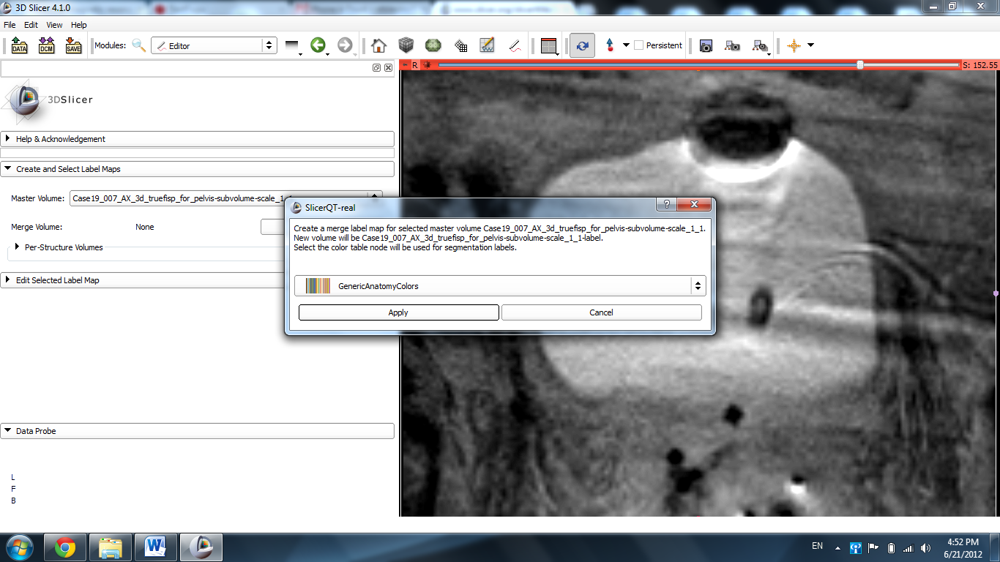 3D Slicer 4.1.0
File Edit View Help
DATA DCM SAVE Modules: Editor Persistent
R S: 152.55
3DSlicer
Help & Acknowledgement
Create and Select Label Maps
Master Volume: Case19_007_AX_3d_truefisp_for_pelvis-subvolume-scale_1
Merge Volume: None
Per-Structure Volumes
Edit Selected Label Map
SlicerQT-real
Create a merge label map for selected master volume Case19_007_AX_3d_truefisp_for_pelvis-subvolume-scale_1_1.
New volume will be Case19_007_AX_3d_truefisp_for_pelvis-subvolume-scale_1_1-label.
Select the color table node will be used for segmentation labels.
GenericAnatomyColors
Apply Cancel
Data Probe
L
F
B
EN 4:52 PM
6/21/2012